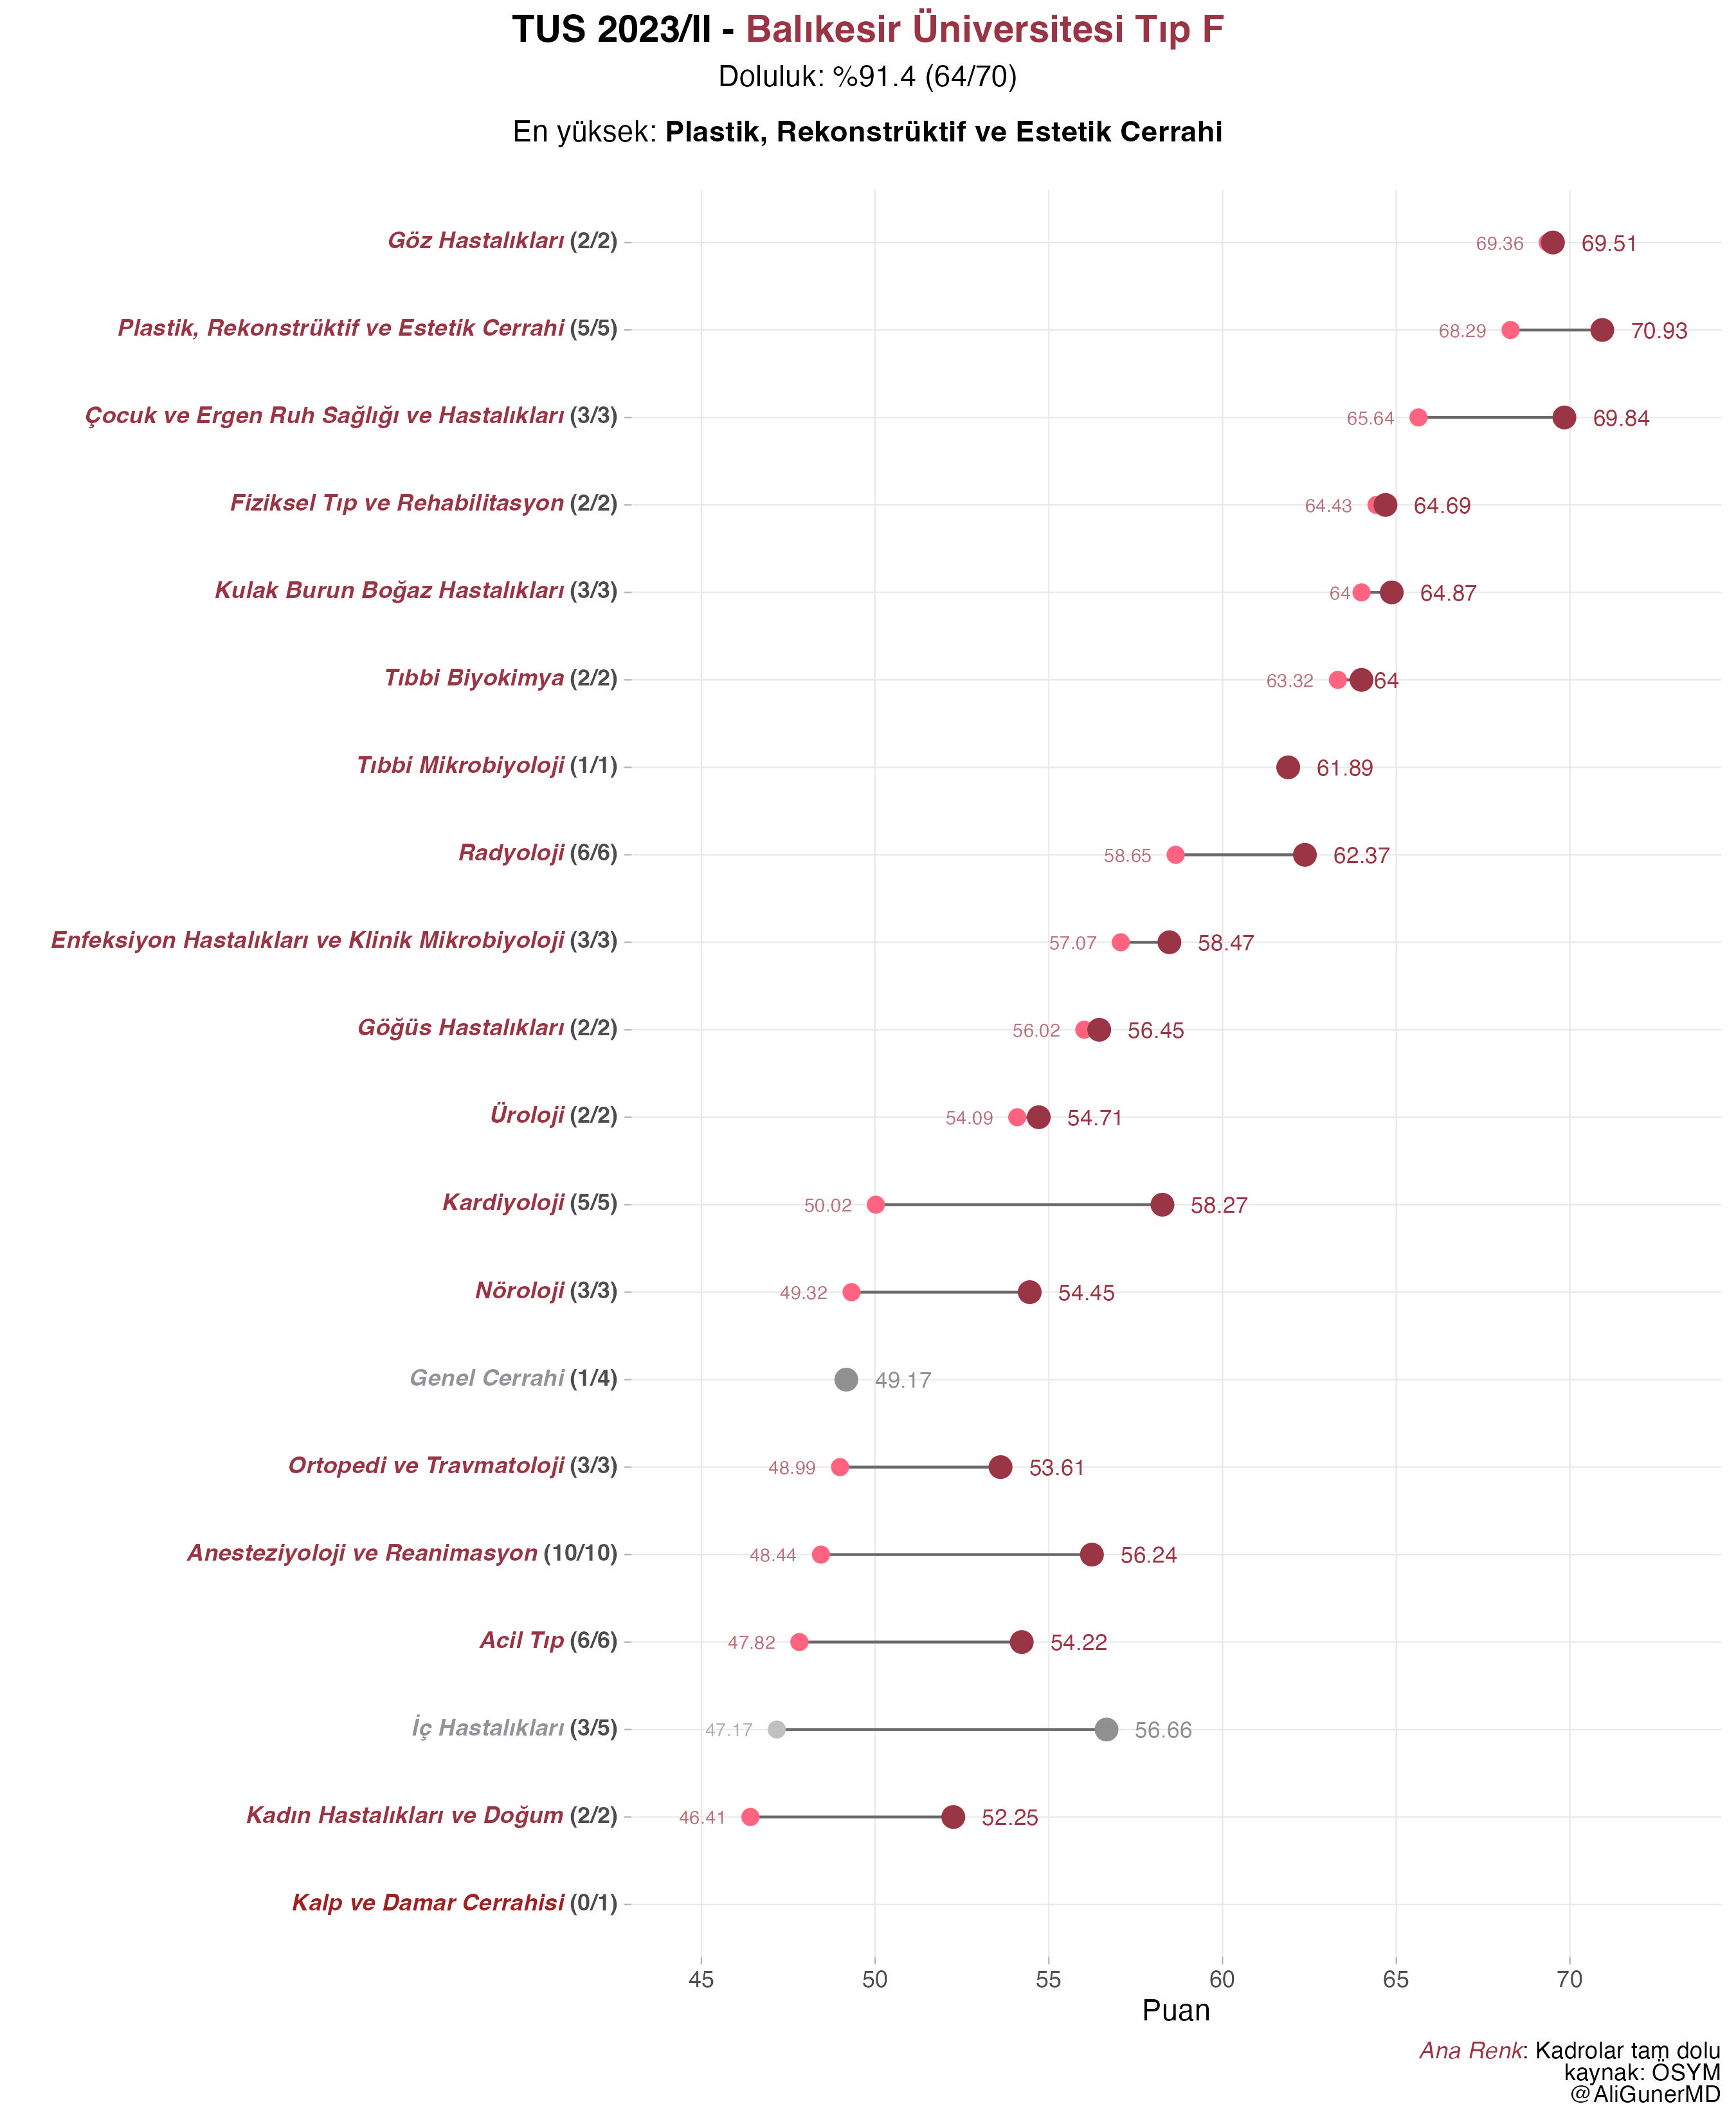 TUS 2023/II - Balıkesir Üniversitesi Tıp F
Doluluk: %91.4 (64/70)
En yüksek: Plastik, Rekonstrüktif ve Estetik Cerrahi
Göz Hastalıkları (2/2) 69.36 69.51
Plastik, Rekonstrüktif ve Estetik Cerrahi (5/5) 68.29 70.93
Çocuk ve Ergen Ruh Sağlığı ve Hastalıkları (3/3) 65.64 69.84
Fiziksel Tıp ve Rehabilitasyon (2/2) 64.43 64.69
Kulak Burun Boğaz Hastalıkları (3/3) 64 64.87
Tıbbi Biyokimya (2/2) 63.32 64
Tıbbi Mikrobiyoloji (1/1) 61.89
Radyoloji (6/6) 58.65 62.37
Enfeksiyon Hastalıkları ve Klinik Mikrobiyoloji (3/3) 57.07 58.47
Göğüs Hastalıkları (2/2) 56.02 56.45
Üroloji (2/2) 54.09 54.71
Kardiyoloji (5/5) 50.02 58.27
Nöroloji (3/3) 49.32 54.45
Genel Cerrahi (1/4) 49.17
Ortopedi ve Travmatoloji (3/3) 48.99 53.61
Anesteziyoloji ve Reanimasyon (10/10) 48.44 56.24
Acil Tıp (6/6) 47.82 54.22
İç Hastalıkları (3/5) 47.17 56.66
Kadın Hastalıkları ve Doğum (2/2) 46.41 52.25
Kalp ve Damar Cerrahisi (0/1)
45 50 55 60 65 70
Puan
Ana Renk: Kadrolar tam dolu
kaynak: ÖSYM
@AliGunerMD